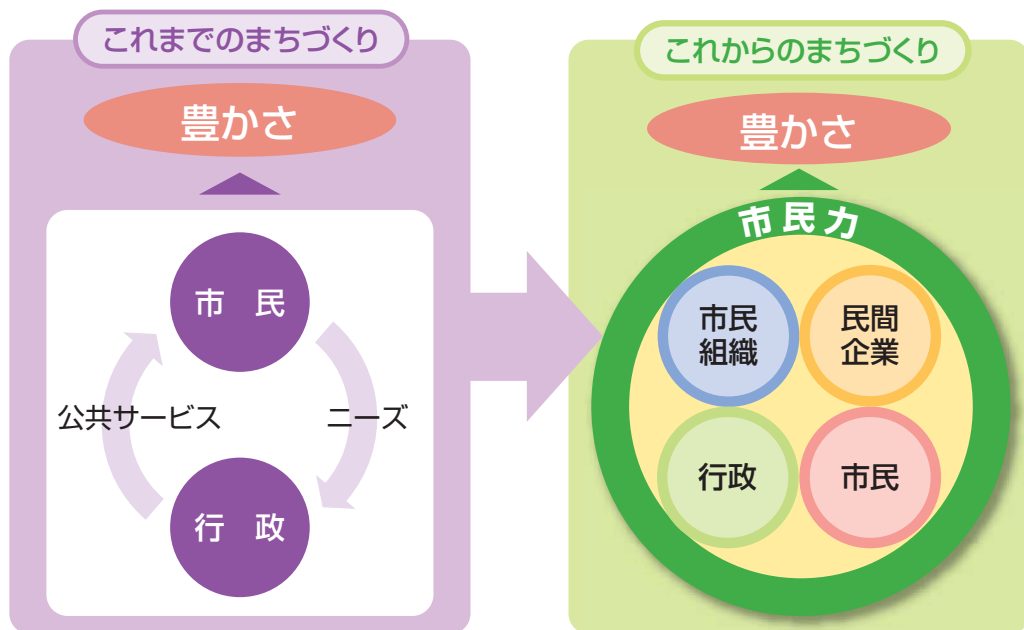 これまでのまちづくり
豊かさ
市　民
公共サービス
ニーズ
行　政
これからのまちづくり
豊かさ
市民力
市民
組織
民間
企業
行政
市民